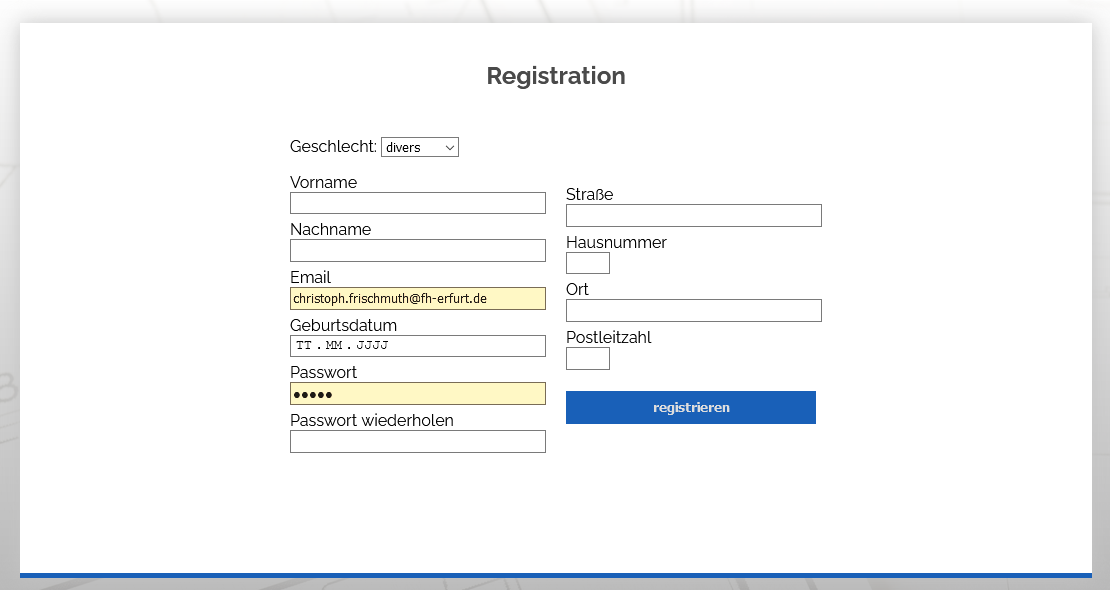 Registration
Geschlecht: divers
Vorname
Nachname
Email
christoph.frischmuth@fh-erfurt.de
Geburtsdatum
TT . MM . JJJJ
Passwort
●●●●●
Passwort wiederholen
Straße
Hausnummer
Ort
Postleitzahl
registrieren